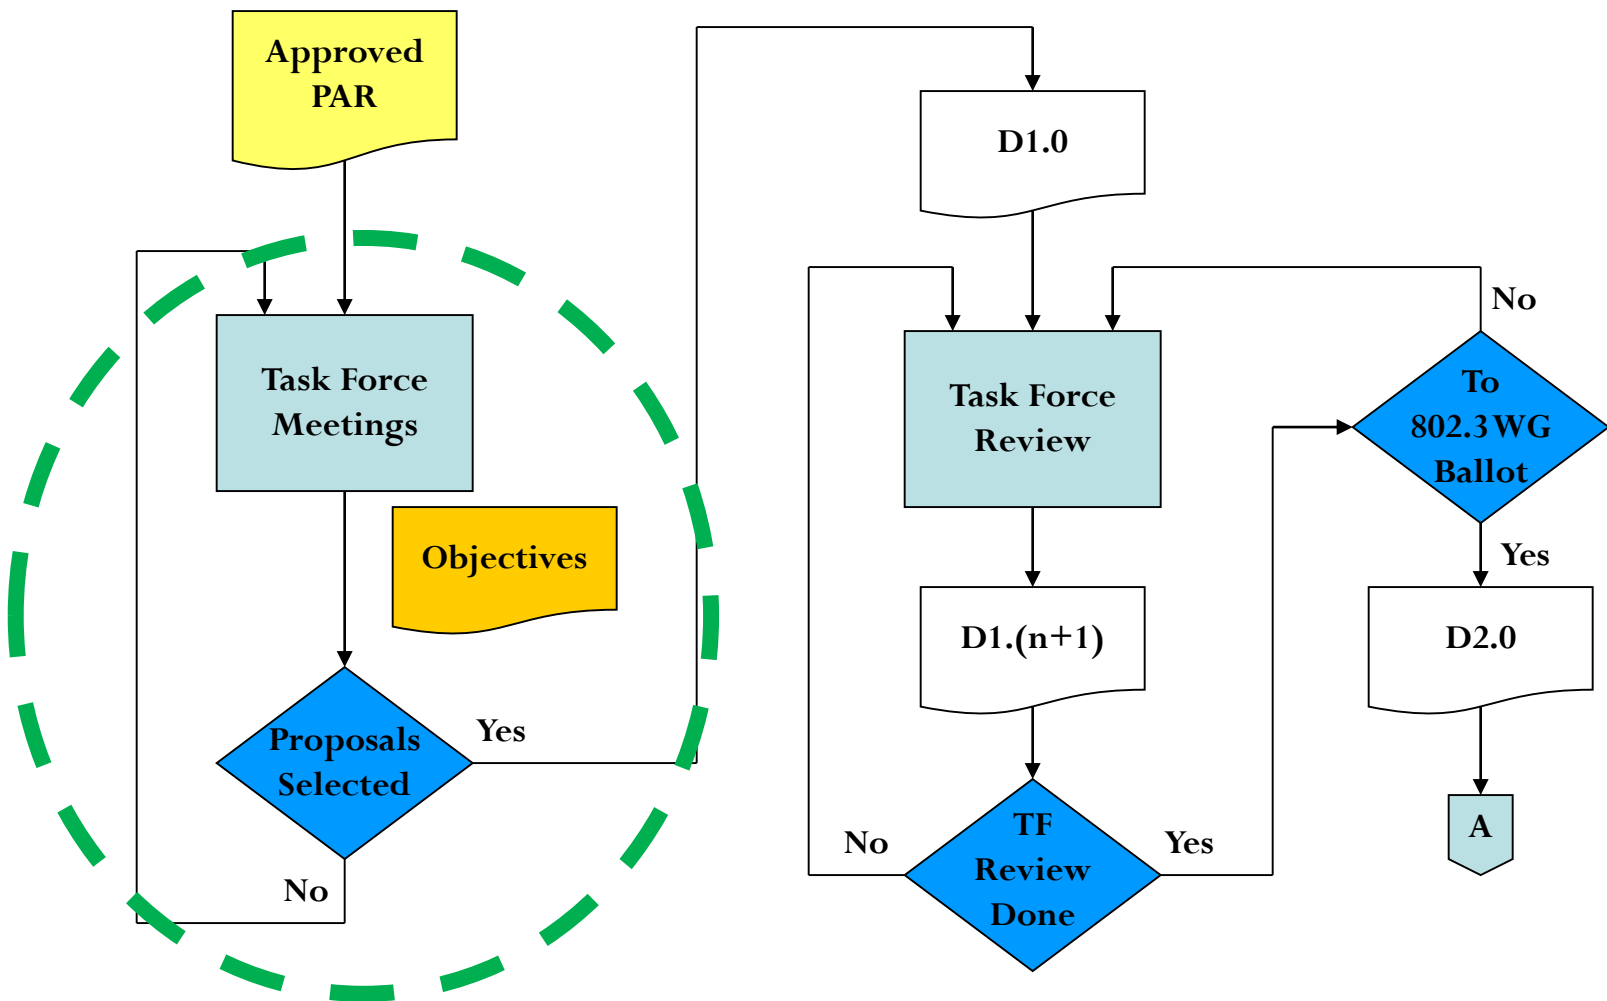 Approved
PAR
Task Force
Meetings
Objectives
Proposals
Selected
Yes
No
D1.0
Task Force
Review
D1.(n+1)
TF
Review
Done
No
Yes
No
To
802.3 WG
Ballot
Yes
D2.0
A